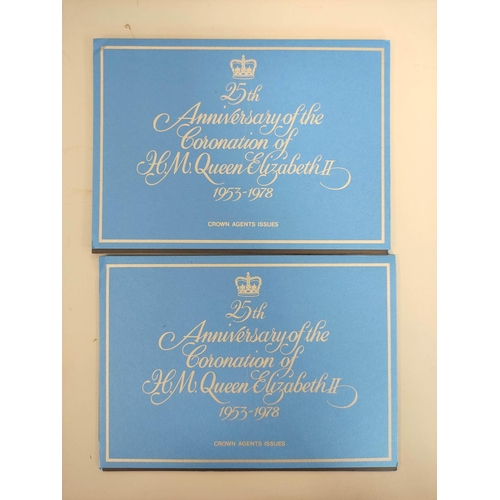 25th
Anniversary of the
Coronation of
H.M. Queen Elizabeth II
1953-1978
CROWN AGENTS ISSUES
25th
Anniversary of the
Coronation of
H.M. Queen Elizabeth II
1953-1978
CROWN AGENTS ISSUES